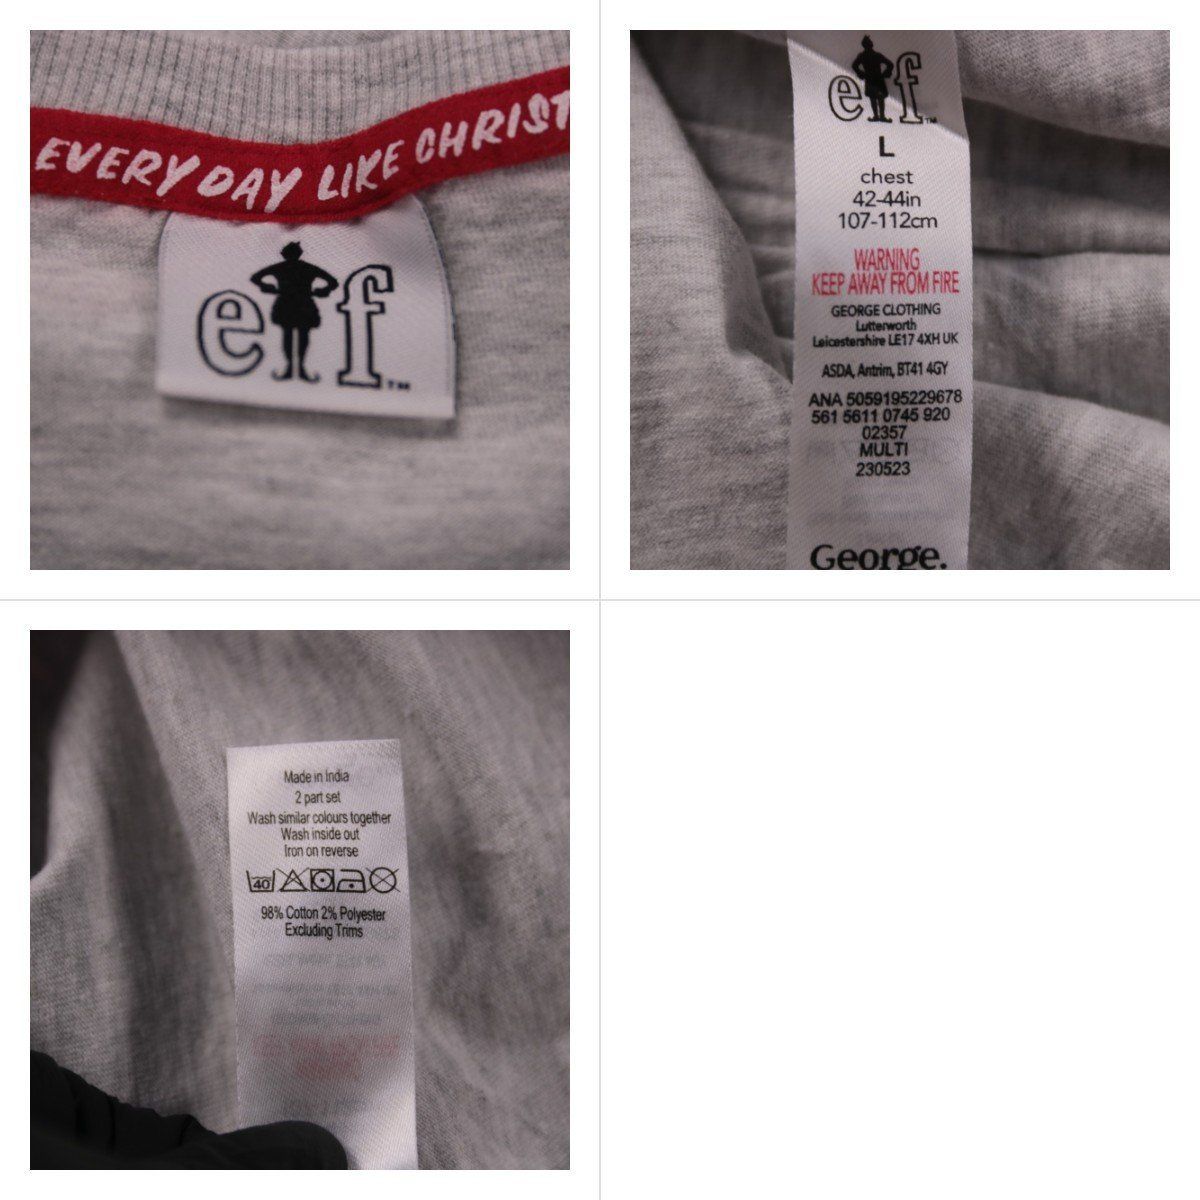 EVERY DAY LIKE CHRIST
elf™
elf™
L
chest
42-44in
107-112cm
WARNING
KEEP AWAY FROM FIRE
GEORGE CLOTHING
Lutterworth
Leicestershire LE17 4XH UK
ASDA, Antrim, BT41 4GY
ANA 5059195229678
561 5611 0745 920
02357
MULTI
230523
George.
Made in India
2 part set
Wash similar colours together
Wash inside out
Iron on reverse
40
98% Cotton 2% Polyester
Excluding Trims